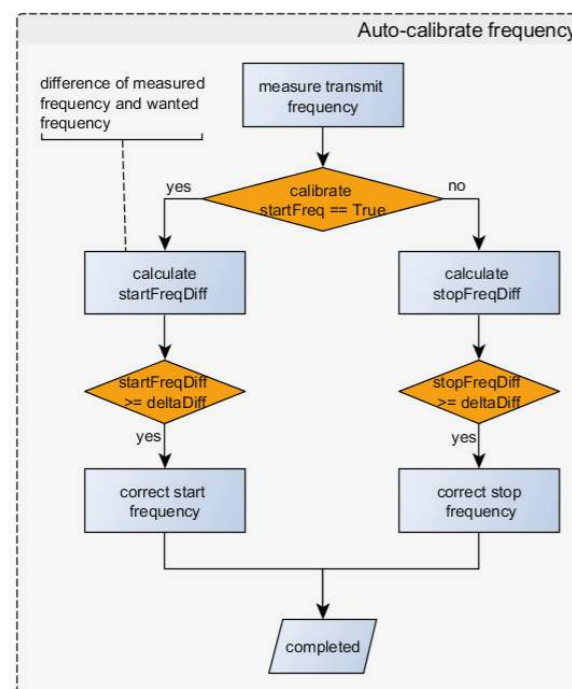 Auto-calibrate frequency
difference of measured
frequency and wanted
frequency
measure transmit
frequency
yes
calibrate
startFreq == True
no
calculate
startFreqDiff
calculate
stopFreqDiff
startFreqDiff
>= deltaDiff
stopFreqDiff
>= deltaDiff
yes
yes
correct start
frequency
correct stop
frequency
completed